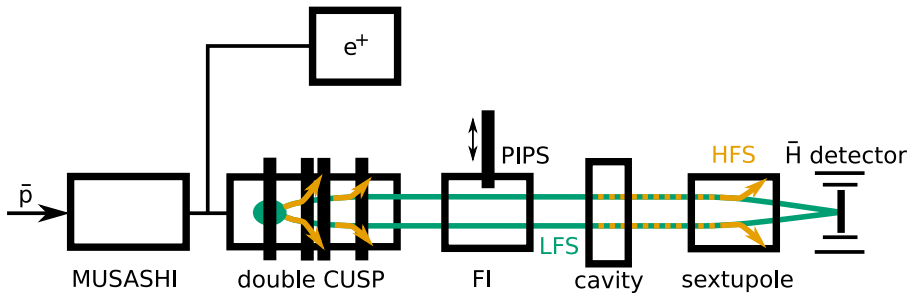 e⁺
PIPS
HFS
H̄ detector
p̄
LFS
MUSASHI
double CUSP
FI
cavity
sextupole